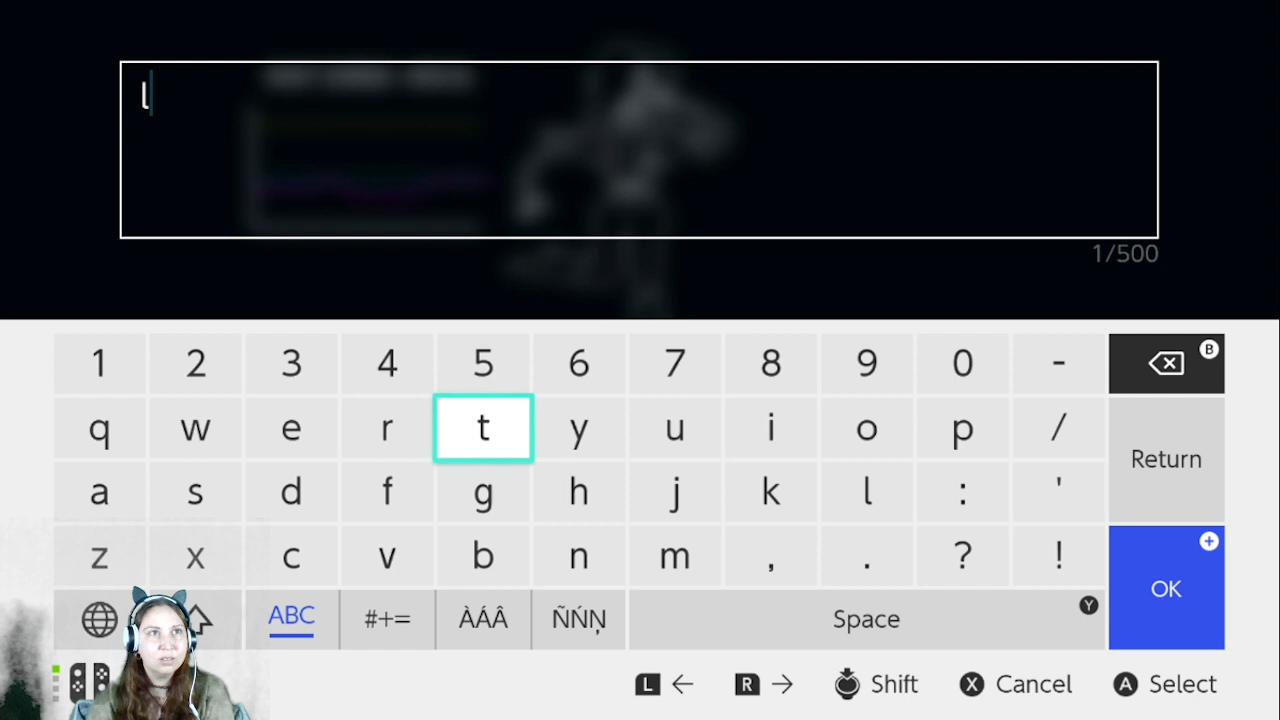 l
1/500
1 2 3 4 5 6 7 8 9 0 - B
q w e r t y u i o p /
Return
a s d f g h j k l : '
z x c v b n m , . ? ! +
OK
ABC #+= ÀÁÂ ÑŃŅ Space Y
L ← R → Shift X Cancel A Select